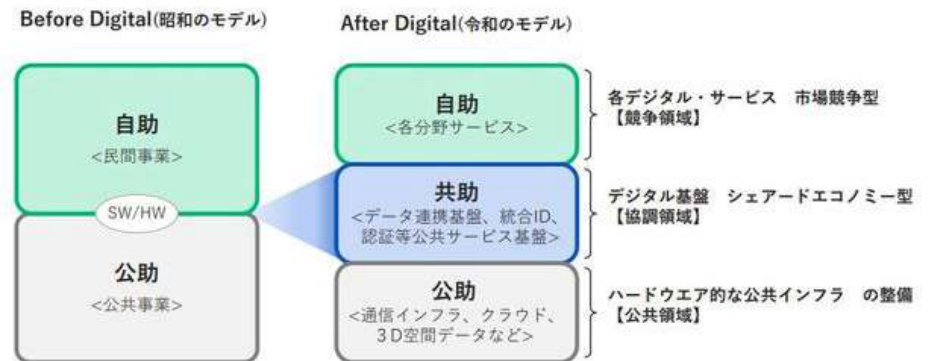 Before Digital(昭和のモデル)
自助
<民間事業>
SW/HW
公助
<公共事業>
After Digital(令和のモデル)
自助
<各分野サービス>
共助
<データ連携基盤、統合ID、
認証等公共サービス基盤>
公助
<通信インフラ、クラウド、
3D空間データなど>
各デジタル・サービス 市場競争型
【競争領域】
デジタル基盤 シェアードエコノミー型
【協調領域】
ハードウエア的な公共インフラ の整備
【公共領域】